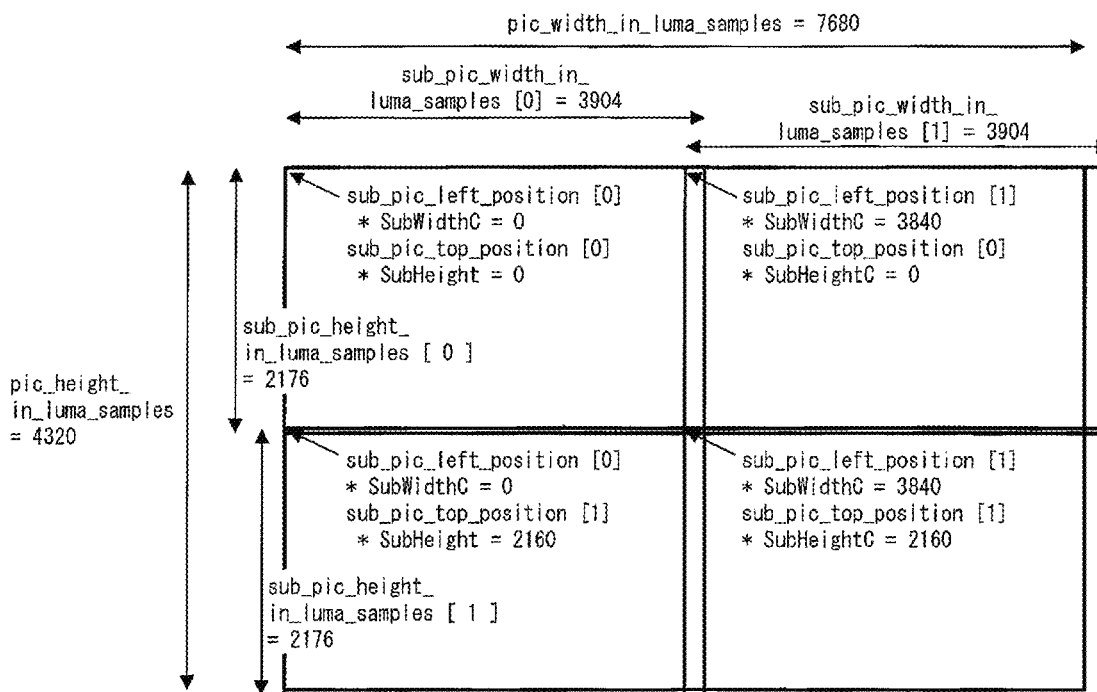 pic_width_in_luma_samples = 7680
sub_pic_width_in_
luma_samples [0] = 3904
sub_pic_width_in_
luma_samples [1] = 3904
sub_pic_left_position [0]
* SubWidthC = 0
sub_pic_top_position [0]
* SubHeight = 0
sub_pic_left_position [1]
* SubWidthC = 3840
sub_pic_top_position [0]
* SubHeightC = 0
sub_pic_height_
in_luma_samples [ 0 ]
= 2176
pic_height_
in_luma_samples
= 4320
sub_pic_left_position [0]
* SubWidthC = 0
sub_pic_top_position [1]
* SubHeight = 2160
sub_pic_left_position [1]
* SubWidthC = 3840
sub_pic_top_position [1]
* SubHeightC = 2160
sub_pic_height_
in_luma_samples [ 1 ]
= 2176